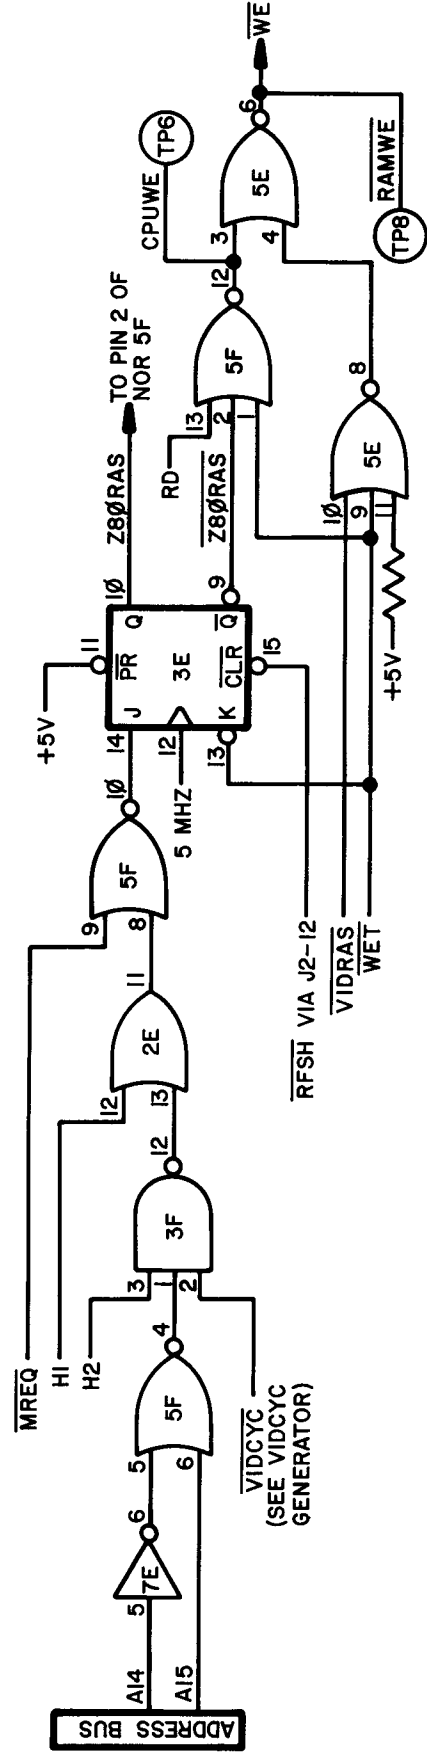 ADDRESS BUS
A14
A15
5
7E
6
5
6
5F
4
VIDCYC
(SEE VIDCYC
GENERATOR)
MREQ
H1
H2
3
1
2
3F
12
12
13
2E
11
9
8
5F
1Ø
+5V
11
14
J
PR
Q
1Ø
5 MHZ
12
3E
13
K
CLR
15
Q
9
RFSH VIA J2-12
VIDRAS
WET
Z8ØRAS
TO PIN 2 OF
NOR 5F
Z8ØRAS
RD
13
2
1
5F
12
CPUWE
TP6
+5V
1Ø
9
11
5E
8
3
4
5E
6
WE
RAMWE
TP8